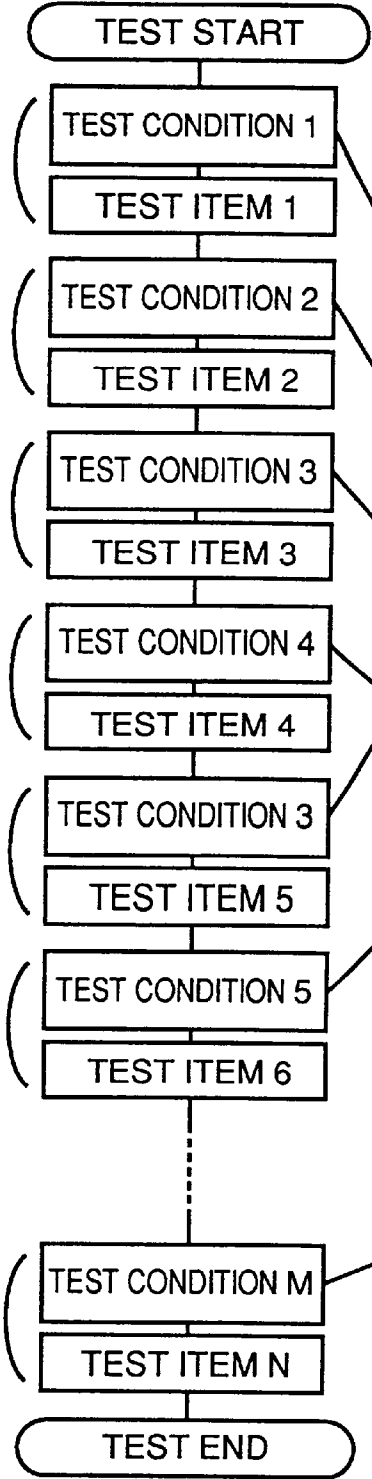 TEST START
TEST CONDITION 1
TEST ITEM 1
TEST CONDITION 2
TEST ITEM 2
TEST CONDITION 3
TEST ITEM 3
TEST CONDITION 4
TEST ITEM 4
TEST CONDITION 3
TEST ITEM 5
TEST CONDITION 5
TEST ITEM 6
TEST CONDITION M
TEST ITEM N
TEST END